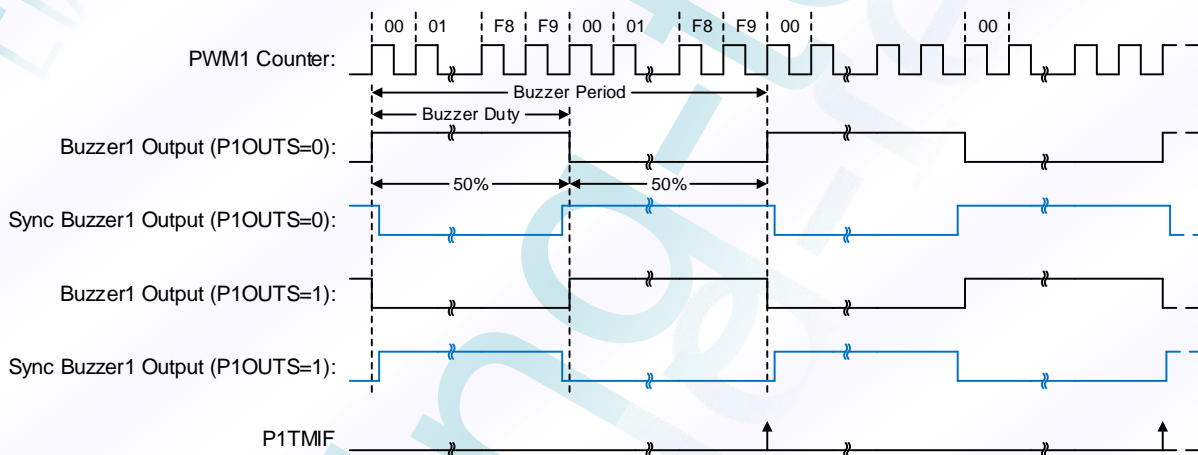 00 01 F8 F9 00 01 F8 F9 00 00
PWM1 Counter:
Buzzer Period
Buzzer Duty
Buzzer1 Output (P1OUTS=0):
50% 50%
Sync Buzzer1 Output (P1OUTS=0):
Buzzer1 Output (P1OUTS=1):
Sync Buzzer1 Output (P1OUTS=1):
P1TMIF